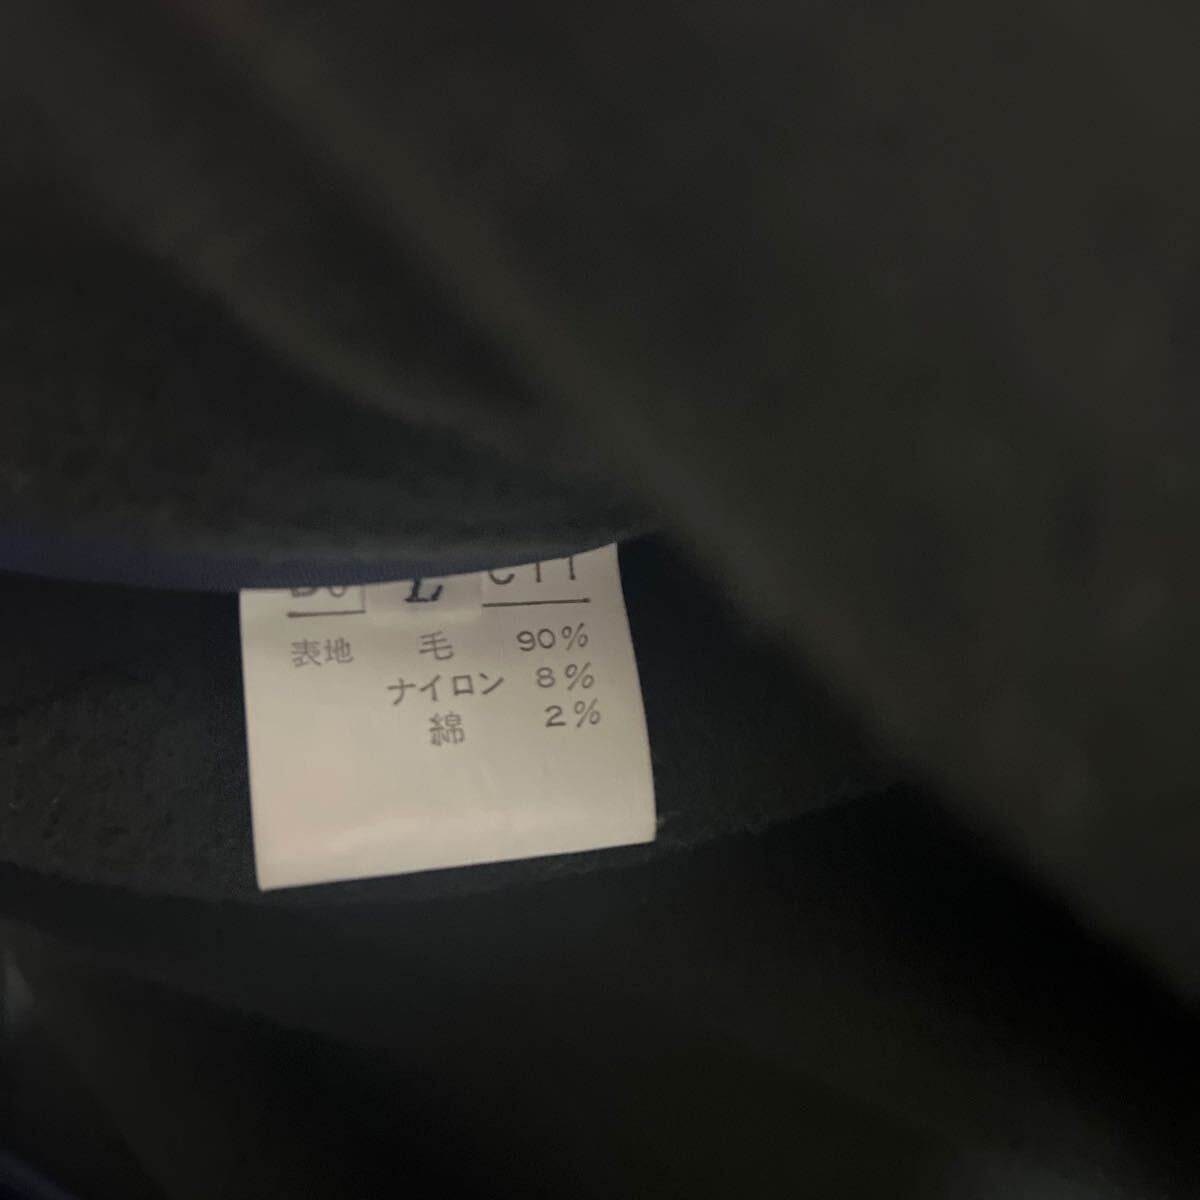 L
表地 毛 90%
ナイロン 8%
綿 2%